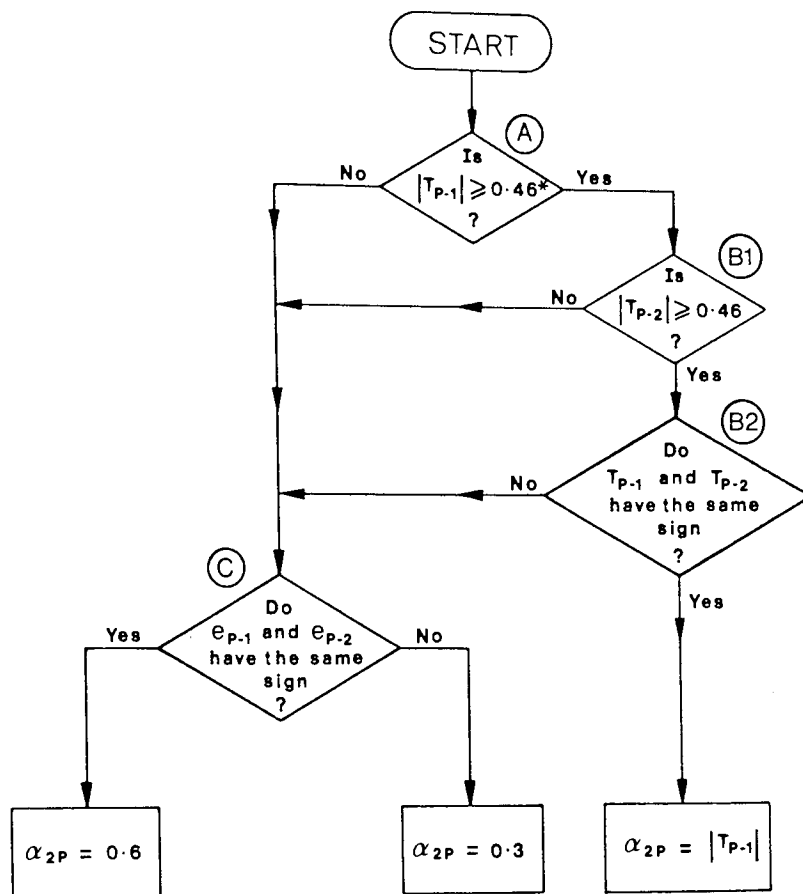 START
A
Is
|T_P-1| ⩾ 0·46*
?
No
Yes
B1
Is
|T_P-2| ⩾ 0·46
?
No
Yes
B2
Do
T_P-1 and T_P-2
have the same
sign
?
No
Yes
C
Do
e_P-1 and e_P-2
have the same
sign
?
Yes
No
α_2P = 0·6
α_2P = 0·3
α_2P = |T_P-1|